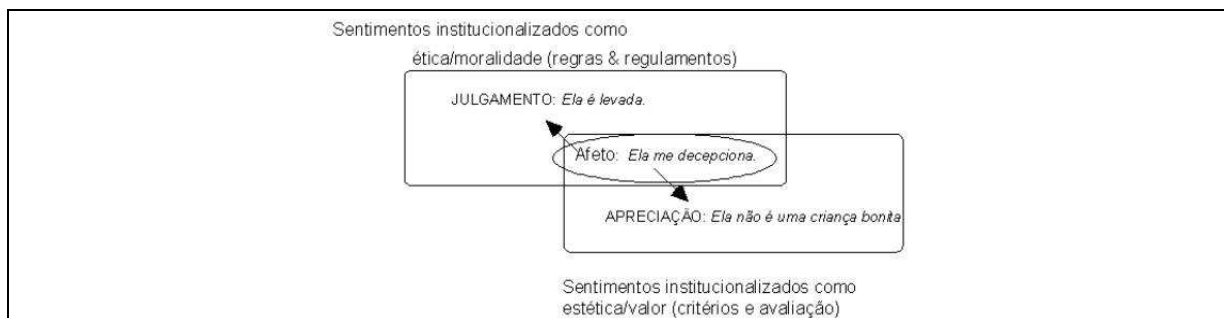 Sentimentos institucionalizados como
ética/moralidade (regras & regulamentos)
JULGAMENTO: Ela é levada.
Afeto: Ela me decepciona.
APRECIAÇÃO: Ela não é uma criança bonita
Sentimentos institucionalizados como
estética/valor (critérios e avaliação)